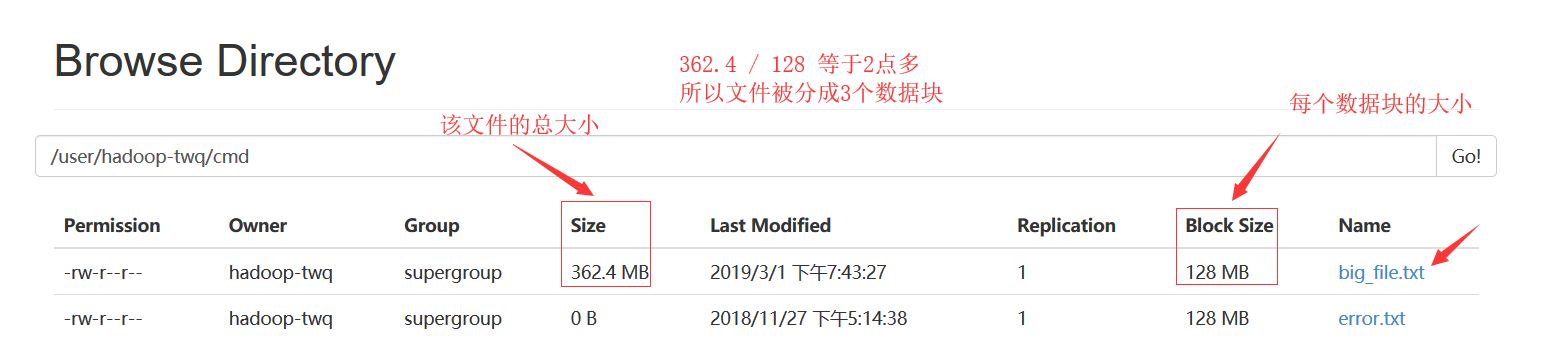 Browse Directory
362.4 / 128 等于2点多
所以文件被分成3个数据块
该文件的总大小
每个数据块的大小
/user/hadoop-twq/cmd Go!
Permission Owner Group Size Last Modified Replication Block Size Name
-rw-r--r-- hadoop-twq supergroup 362.4 MB 2019/3/1 下午7:43:27 1 128 MB big_file.txt
-rw-r--r-- hadoop-twq supergroup 0 B 2018/11/27 下午5:14:38 1 128 MB error.txt